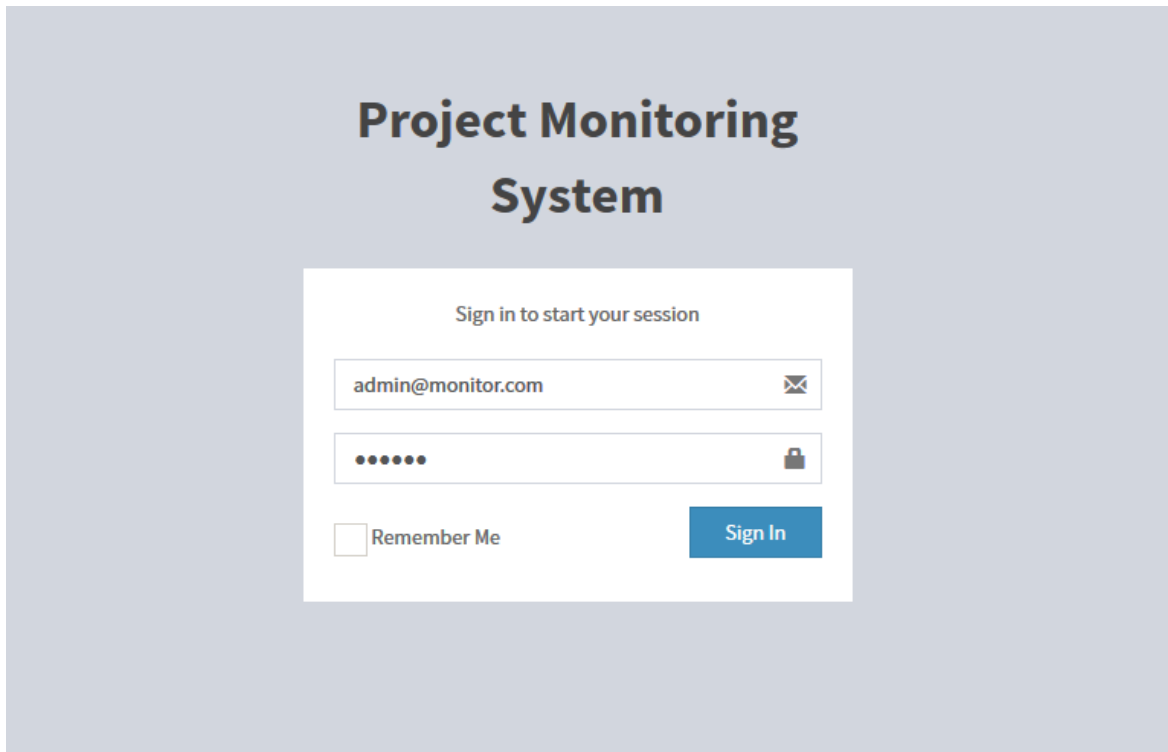 Project Monitoring
System
Sign in to start your session
admin@monitor.com
••••••
Remember Me
Sign In